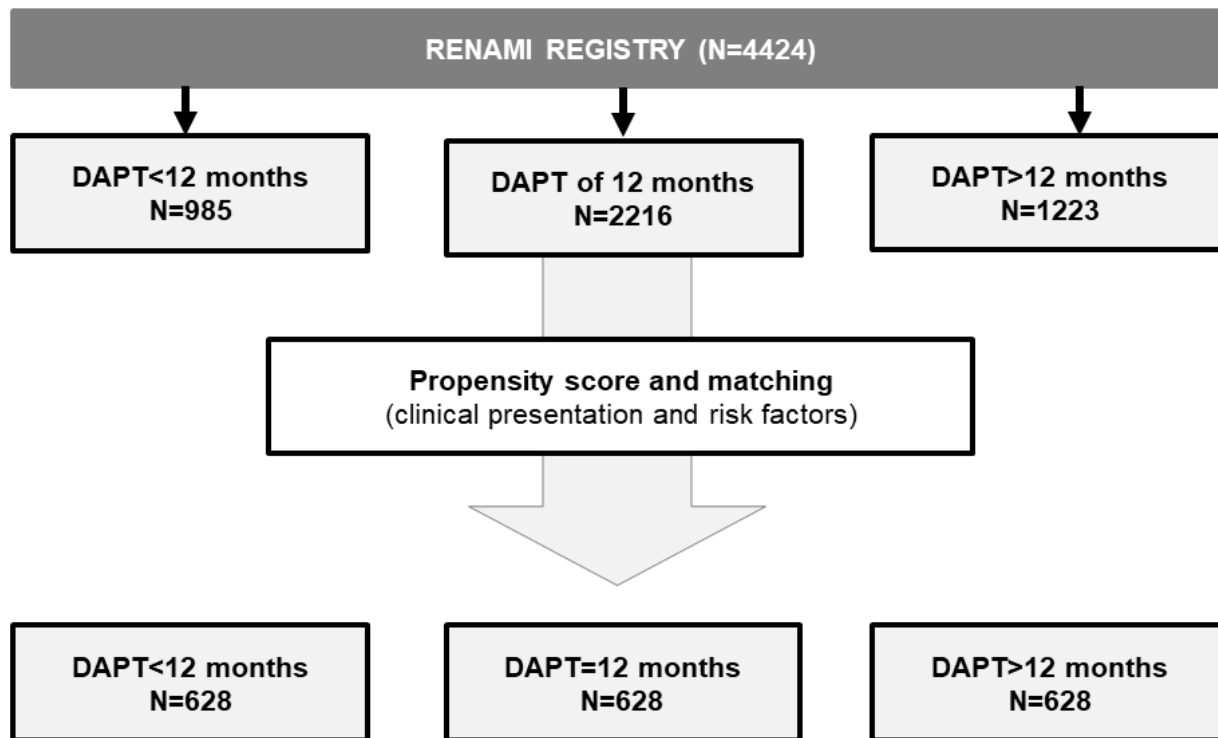 RENAMI REGISTRY (N=4424)
DAPT<12 months
N=985
DAPT of 12 months
N=2216
DAPT>12 months
N=1223
Propensity score and matching
(clinical presentation and risk factors)
DAPT<12 months
N=628
DAPT=12 months
N=628
DAPT>12 months
N=628